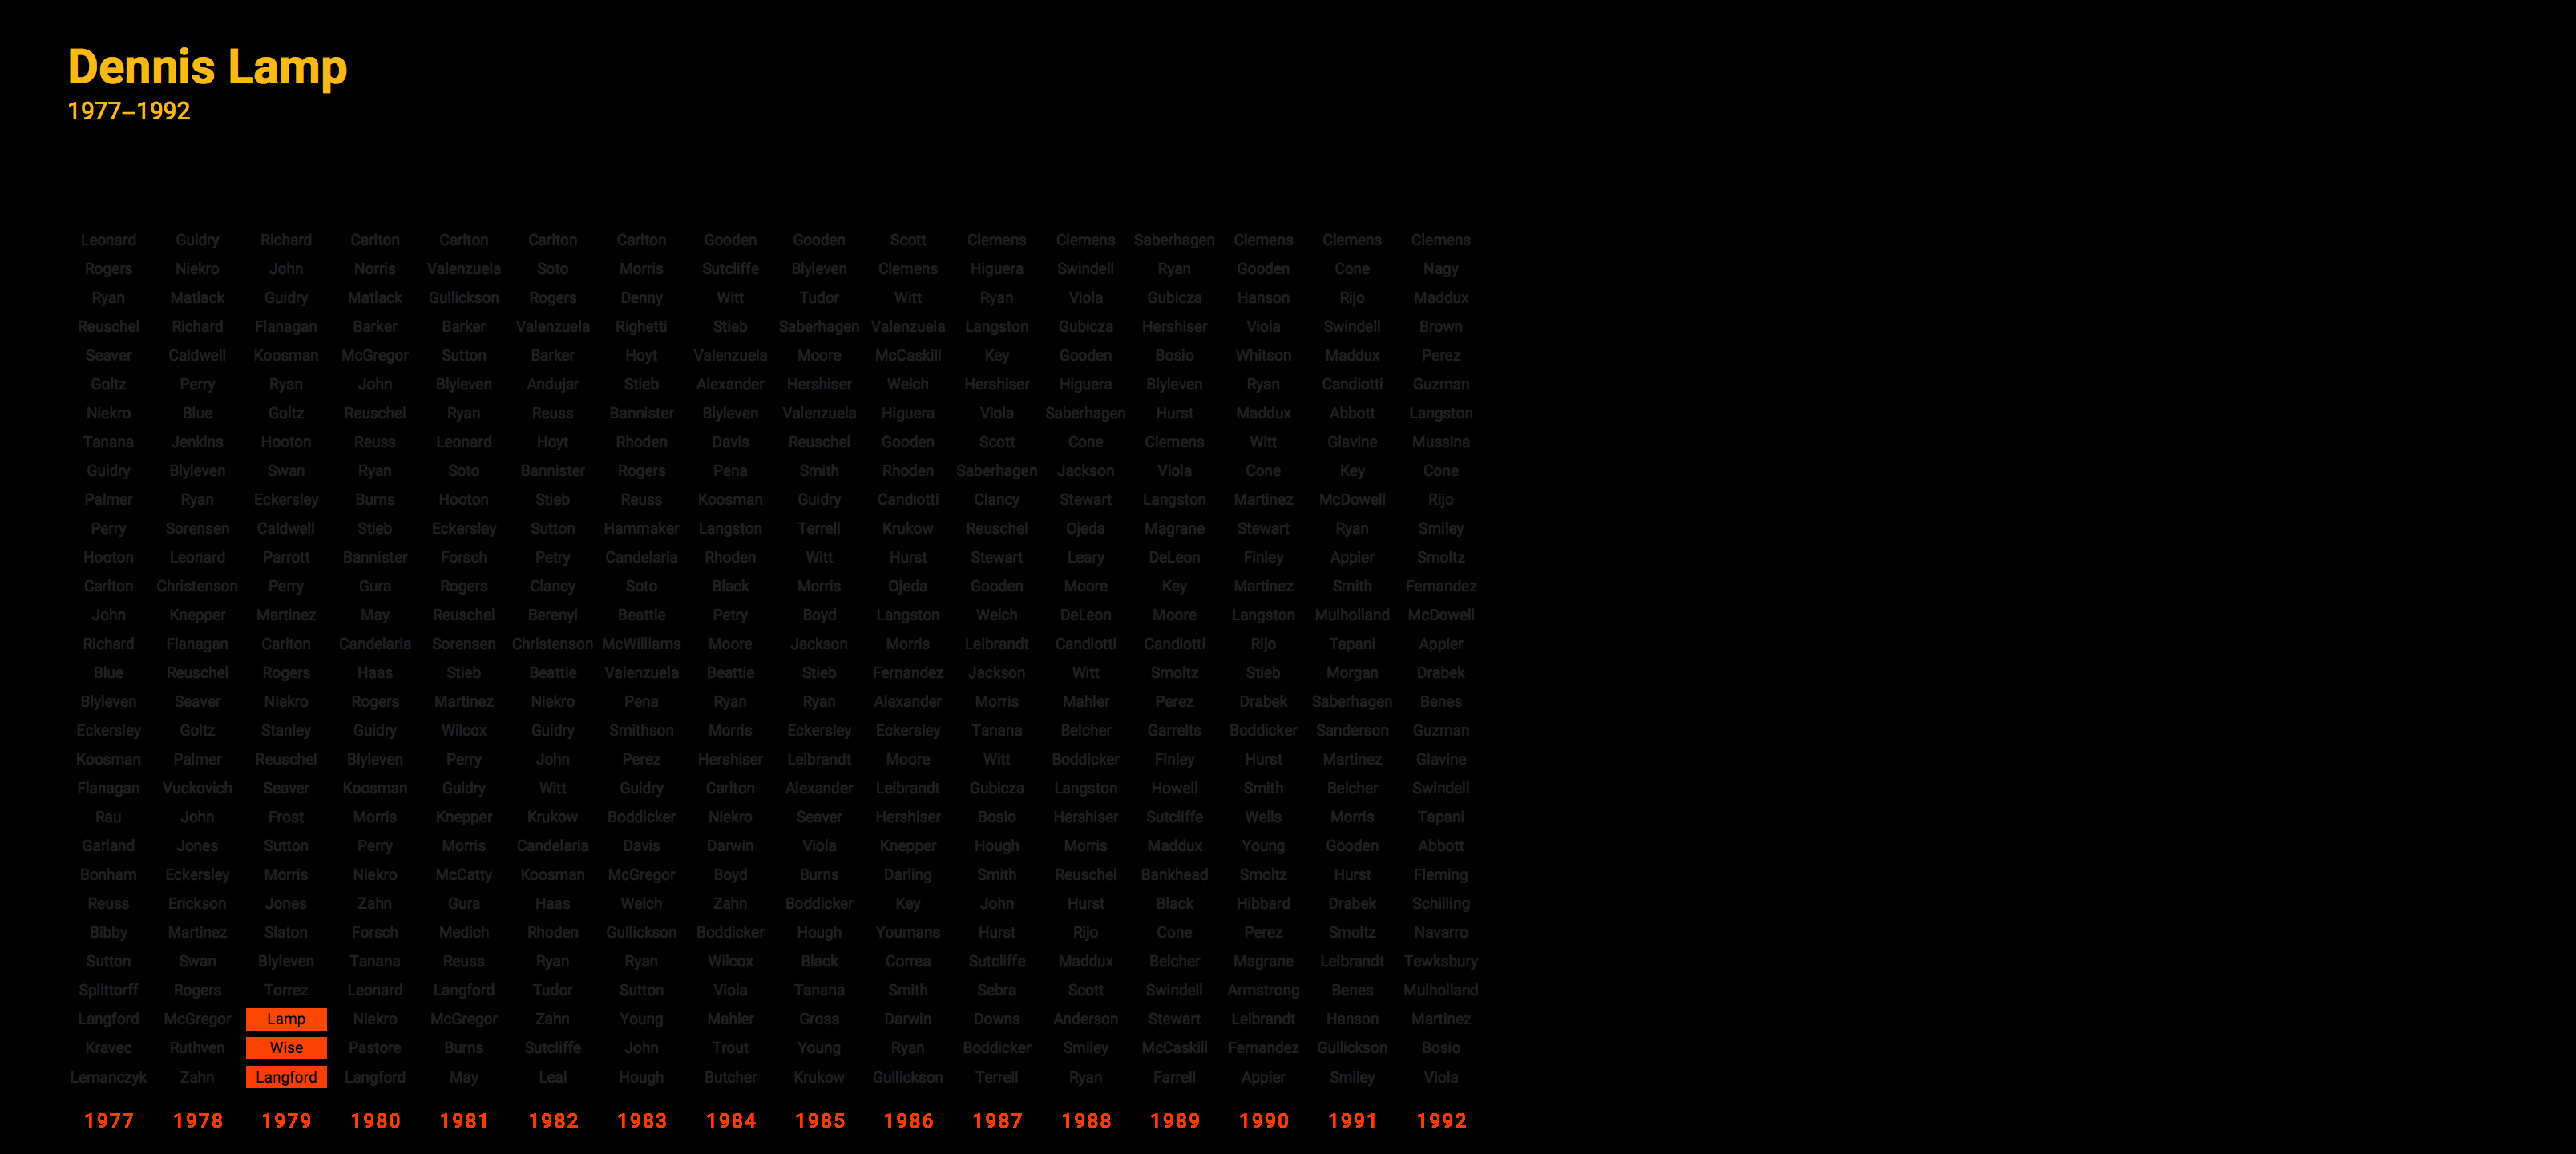 Dennis Lamp
1977–1992
Leonard Guidry Richard Carlton Carlton Carlton Carlton Gooden Gooden Scott Clemens Clemens Saberhagen Clemens Clemens Clemens
Rogers Niekro John Norris Valenzuela Soto Morris Sutcliffe Blyleven Clemens Higuera Swindell Ryan Gooden Cone Nagy
Ryan Matlack Guidry Matlack Gullickson Rogers Denny Witt Tudor Witt Ryan Viola Gubicza Hanson Rijo Maddux
Reuschel Richard Flanagan Barker Barker Valenzuela Righetti Stieb Saberhagen Valenzuela Langston Gubicza Hershiser Viola Swindell Brown
Seaver Caldwell Koosman McGregor Sutton Barker Hoyt Valenzuela Moore McCaskill Key Gooden Bosio Whitson Maddux Perez
Goltz Perry Ryan John Blyleven Andujar Stieb Alexander Hershiser Welch Hershiser Higuera Blyleven Ryan Candiotti Guzman
Niekro Blue Goltz Reuschel Ryan Reuss Bannister Blyleven Valenzuela Higuera Viola Saberhagen Hurst Maddux Abbott Langston
Tanana Jenkins Hooton Reuss Leonard Hoyt Rhoden Davis Reuschel Gooden Scott Cone Clemens Witt Glavine Mussina
Guidry Blyleven Swan Ryan Soto Bannister Rogers Pena Smith Rhoden Saberhagen Jackson Viola Cone Key Cone
Palmer Ryan Eckersley Burns Hooton Stieb Reuss Koosman Guidry Candiotti Clancy Stewart Langston Martinez McDowell Rijo
Perry Sorensen Caldwell Stieb Eckersley Sutton Hammaker Langston Terrell Krukow Reuschel Ojeda Magrane Stewart Ryan Smiley
Hooton Leonard Parrott Bannister Forsch Petry Candelaria Rhoden Witt Hurst Stewart Leary DeLeon Finley Appier Smoltz
Carlton Christenson Perry Gura Rogers Clancy Soto Black Morris Ojeda Gooden Moore Key Martinez Smith Fernandez
John Knepper Martinez May Reuschel Berenyi Beattie Petry Boyd Langston Welch DeLeon Moore Langston Mulholland McDowell
Richard Flanagan Carlton Candelaria Sorensen Christenson McWilliams Moore Jackson Morris Leibrandt Candiotti Candiotti Rijo Tapani Appier
Blue Reuschel Rogers Haas Stieb Beattie Valenzuela Beattie Stieb Fernandez Jackson Witt Smoltz Stieb Morgan Drabek
Blyleven Seaver Niekro Rogers Martinez Niekro Pena Ryan Ryan Alexander Morris Mahler Perez Drabek Saberhagen Benes
Eckersley Goltz Stanley Guidry Wilcox Guidry Smithson Morris Eckersley Eckersley Tanana Belcher Garrelts Boddicker Sanderson Guzman
Koosman Palmer Reuschel Blyleven Perry John Perez Hershiser Leibrandt Moore Witt Boddicker Finley Hurst Martinez Glavine
Flanagan Vuckovich Seaver Koosman Guidry Witt Guidry Carlton Alexander Leibrandt Gubicza Langston Howell Smith Belcher Swindell
Rau John Frost Morris Knepper Krukow Boddicker Niekro Seaver Hershiser Bosio Hershiser Sutcliffe Wells Morris Tapani
Garland Jones Sutton Perry Morris Candelaria Davis Darwin Viola Knepper Hough Morris Maddux Young Gooden Abbott
Bonham Eckersley Morris Niekro McCatty Koosman McGregor Boyd Burns Darling Smith Reuschel Bankhead Smoltz Hurst Fleming
Reuss Erickson Jones Zahn Gura Haas Welch Zahn Boddicker Key John Hurst Black Hibbard Drabek Schilling
Bibby Martinez Slaton Forsch Medich Rhoden Gullickson Boddicker Hough Youmans Hurst Rijo Cone Perez Smoltz Navarro
Sutton Swan Blyleven Tanana Reuss Ryan Ryan Wilcox Black Correa Sutcliffe Maddux Belcher Magrane Leibrandt Tewksbury
Splittorff Rogers Torrez Leonard Langford Tudor Sutton Viola Tanana Smith Sebra Scott Swindell Armstrong Benes Mulholland
Langford McGregor Lamp Niekro McGregor Zahn Young Mahler Gross Darwin Downs Anderson Stewart Leibrandt Hanson Martinez
Kravec Ruthven Wise Pastore Burns Sutcliffe John Trout Young Ryan Boddicker Smiley McCaskill Fernandez Gullickson Bosio
Lemanczyk Zahn Langford Langford May Leal Hough Butcher Krukow Gullickson Terrell Ryan Farrell Appier Smiley Viola
1977 1978 1979 1980 1981 1982 1983 1984 1985 1986 1987 1988 1989 1990 1991 1992